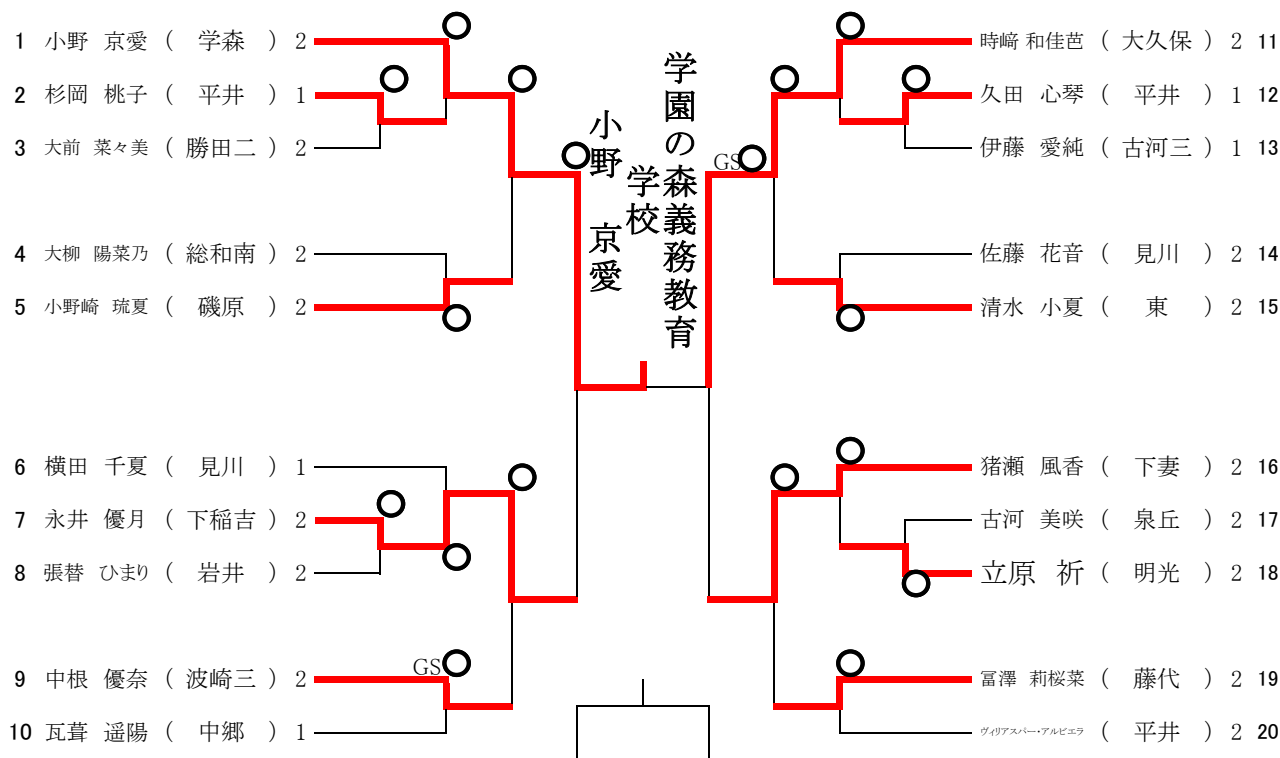 1 小野 京愛 ( 学森 ) 2
2 杉岡 桃子 ( 平井 ) 1
3 大前 菜々美 ( 勝田二 ) 2
4 大柳 陽菜乃 ( 総和南 ) 2
5 小野崎 琉夏 ( 磯原 ) 2
6 横田 千夏 ( 見川 ) 1
7 永井 優月 ( 下稲吉 ) 2
8 張替 ひまり ( 岩井 ) 2
GS
9 中根 優奈 ( 波崎三 ) 2
10 瓦葺 遥陽 ( 中郷 ) 1
学園の森義務教育
学校
小野 京愛
GS
時﨑 和佳芭 ( 大久保 ) 2 11
久田 心琴 ( 平井 ) 1 12
伊藤 愛純 ( 古河三 ) 1 13
佐藤 花音 ( 見川 ) 2 14
清水 小夏 ( 東 ) 2 15
猪瀬 風香 ( 下妻 ) 2 16
古河 美咲 ( 泉丘 ) 2 17
立原 祈 ( 明光 ) 2 18
冨澤 莉桜菜 ( 藤代 ) 2 19
ヴィリアスパー・アルビエラ ( 平井 ) 2 20